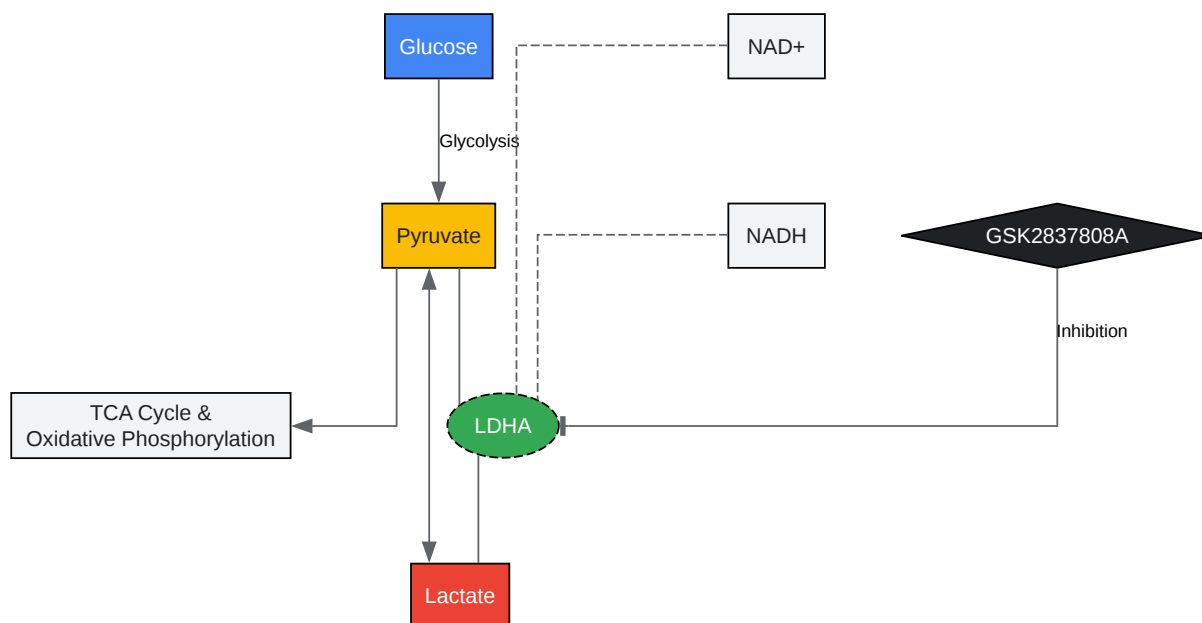 Glucose
NAD+
Glycolysis
Pyruvate
NADH
GSK2837808A
Inhibition
TCA Cycle &
Oxidative Phosphorylation
LDHA
Lactate